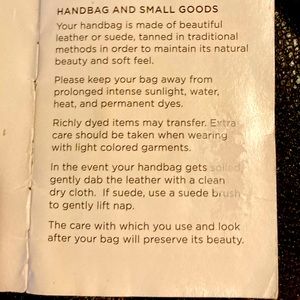 HANDBAG AND SMALL GOODS
Your handbag is made of beautiful
leather or suede, tanned in traditional
methods in order to maintain its natural
beauty and soft feel.
Please keep your bag away from
prolonged intense sunlight, water,
heat, and permanent dyes.
Richly dyed items may transfer. Extra
care should be taken when wearing
with light colored garments.
In the event your handbag gets soiled,
gently dab the leather with a clean
dry cloth. If suede, use a suede brush
to gently lift nap.
The care with which you use and look
after your bag will preserve its beauty.